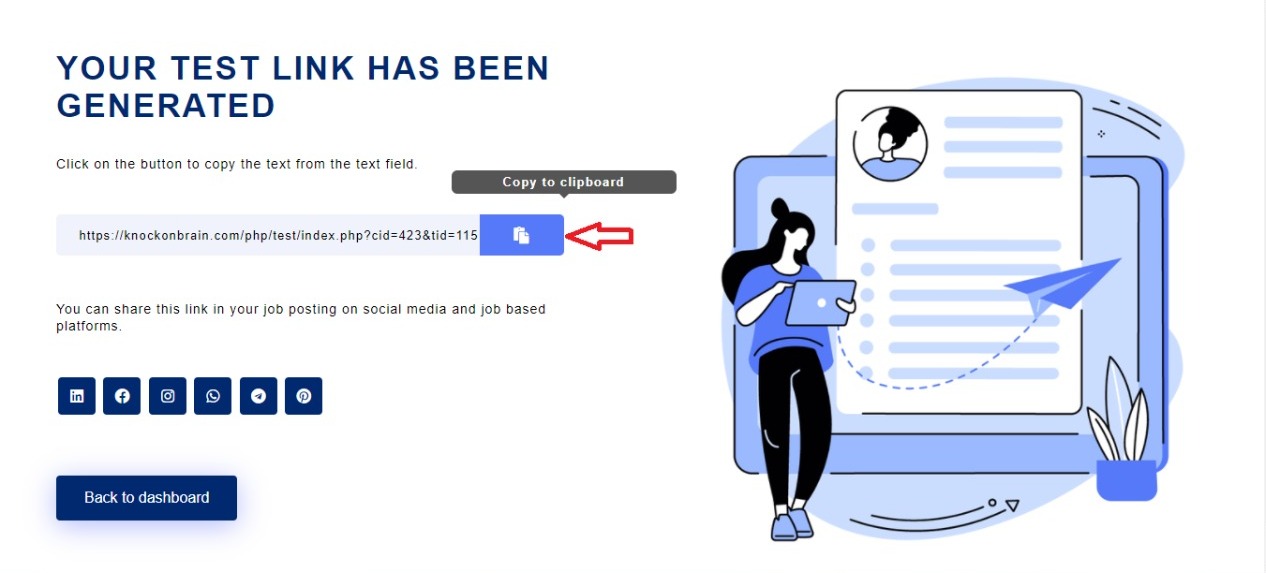 YOUR TEST LINK HAS BEEN
GENERATED
Click on the button to copy the text from the text field.
Copy to clipboard
https://knockonbrain.com/php/test/index.php?cid=423&tid=115
You can share this link in your job posting on social media and job based
platforms.
Back to dashboard